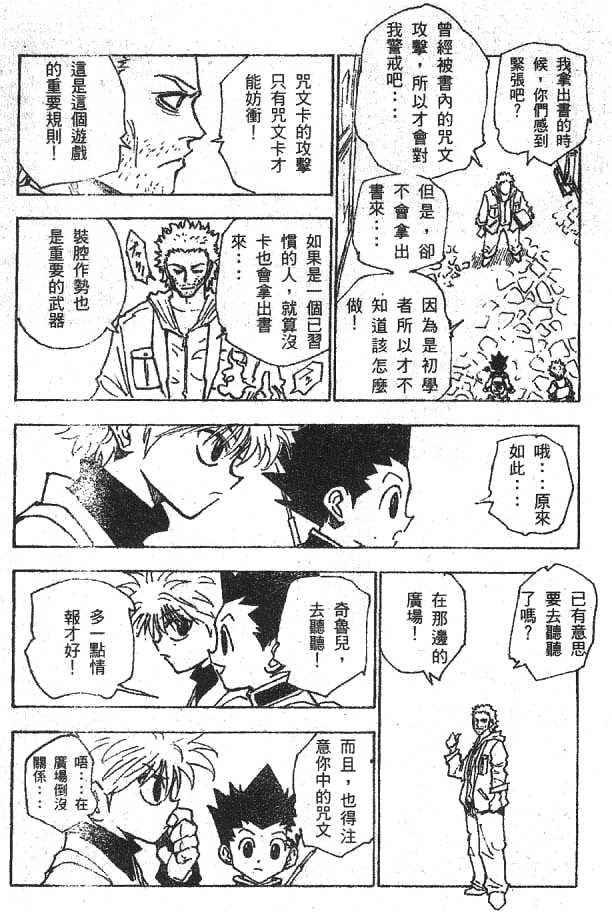 我拿出書的時
候，你們感到
緊張吧？
曾經被書內的咒文
攻擊，所以才會對
我警戒吧…
但是，卻
不會拿出
書來…
因為是初學
者所以才不
知道該怎麼
做！
咒文卡的攻擊
只有咒文卡才
能妨衝！
這是這個遊戲
的重要規則！
如果是一個已習
慣的人，就算沒
卡也會拿出書
來…
裝腔作勢也
是重要的武器
哦…原來
如此…
已有意思
要去聽聽
了嗎？
在那邊的
廣場！
奇魯兒，
去聽聽！
多一點情
報才好！
而且，也得注
意你中的咒文
唔…在
廣場倒沒
關係…